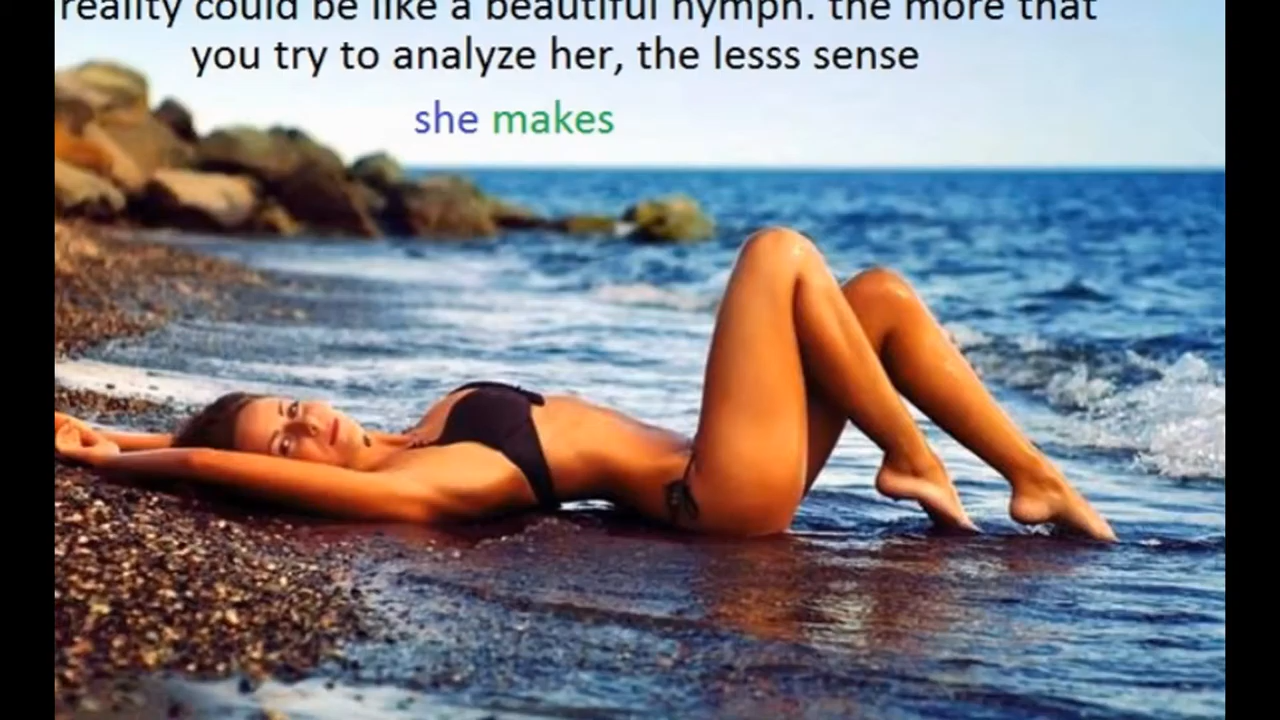 reality could be like a beautiful nymph. the more that
you try to analyze her, the lesss sense
she makes